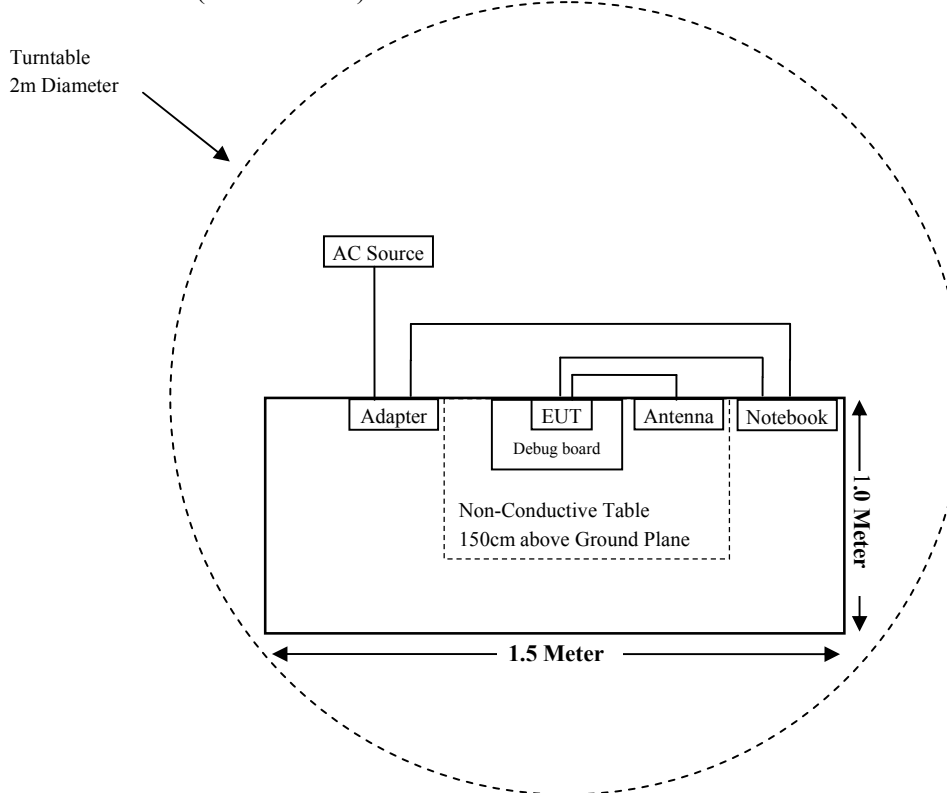 Turntable
2m Diameter
AC Source
Adapter
EUT
Antenna
Notebook
Debug board
Non-Conductive Table
150cm above Ground Plane
1.0 Meter
1.5 Meter